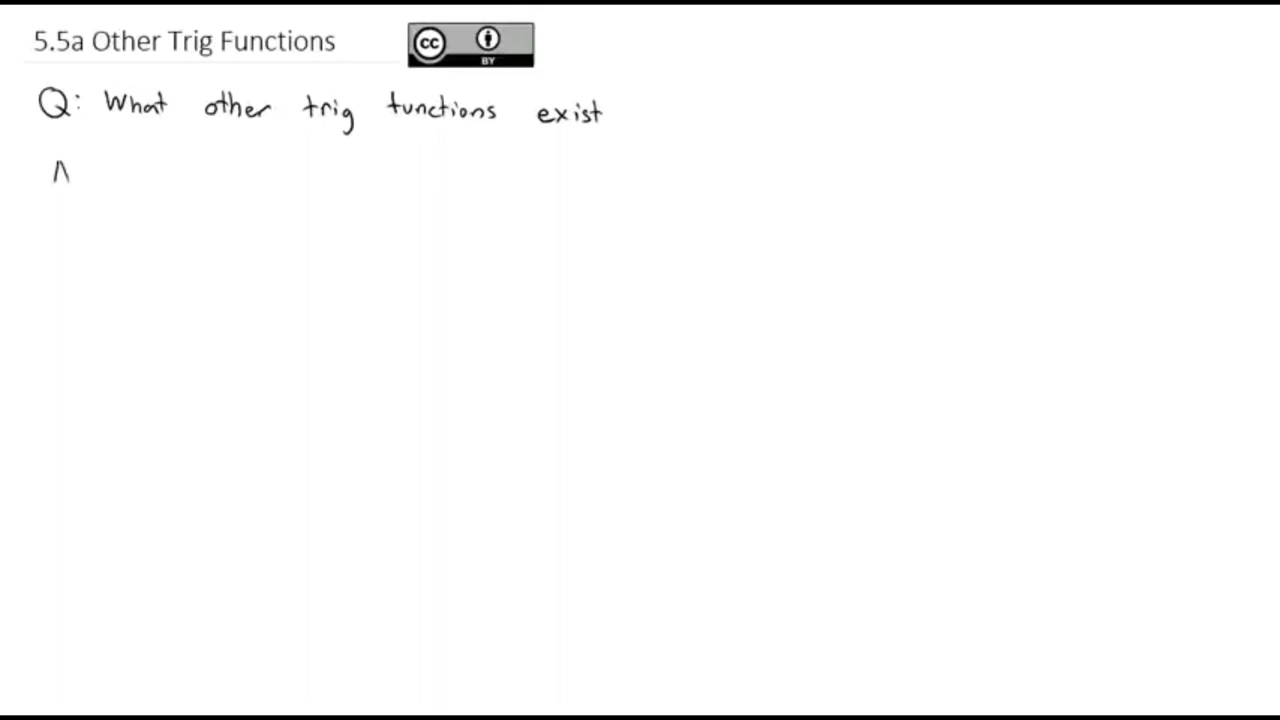 5.5a Other Trig Functions
cc BY
Q: What other trig functions exist